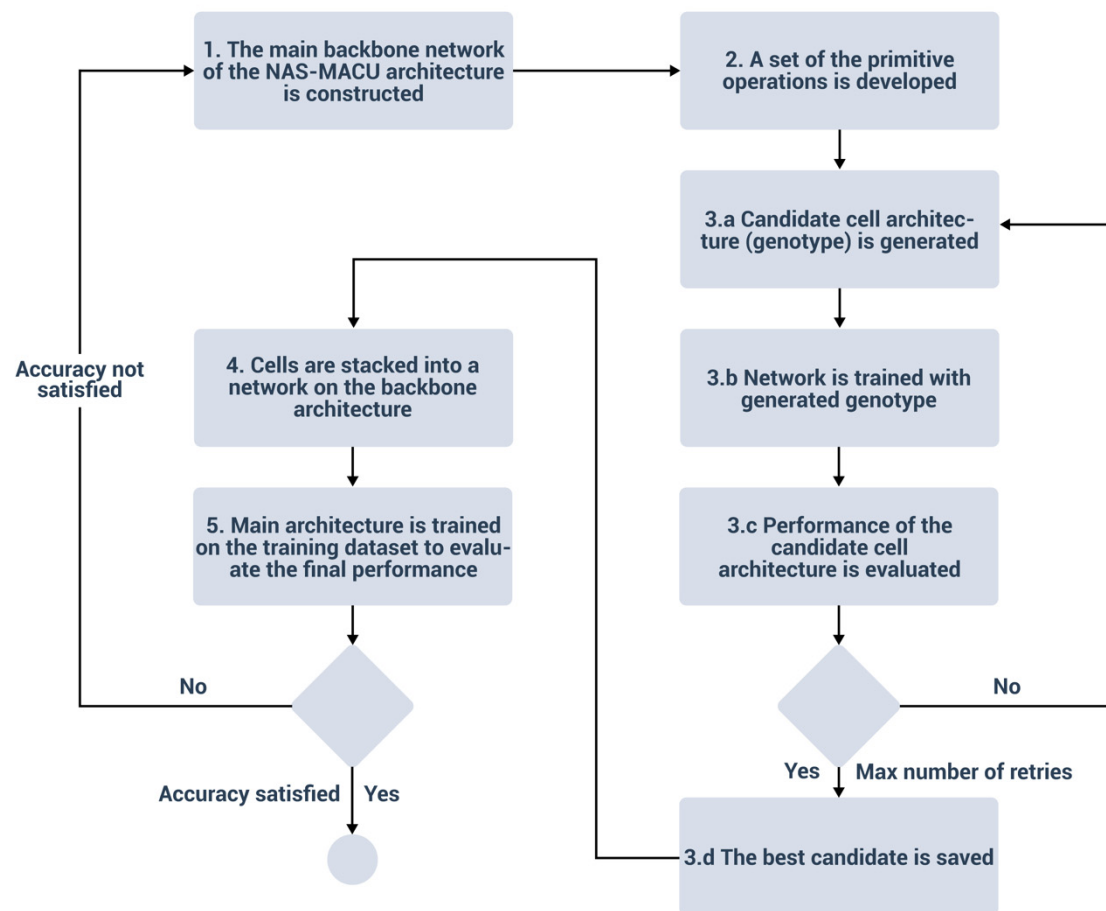 1. The main backbone network
of the NAS-MACU architecture
is constructed
2. A set of the primitive
operations is developed
3.a Candidate cell architec-
ture (genotype) is generated
Accuracy not
satisfied
4. Cells are stacked into a
network on the backbone
architecture
3.b Network is trained with
generated genotype
5. Main architecture is trained
on the training dataset to evalu-
ate the final performance
3.c Performance of the
candidate cell
architecture is evaluated
No
No
Accuracy satisfied
Yes
Yes
Max number of retries
3.d The best candidate is saved